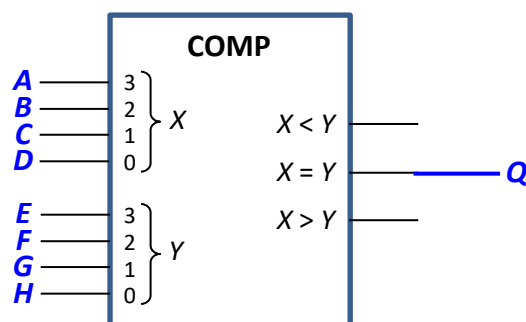 COMP
A 3
B 2
C 1
D 0
X
E 3
F 2
G 1
H 0
Y
X < Y
X = Y
X > Y
Q